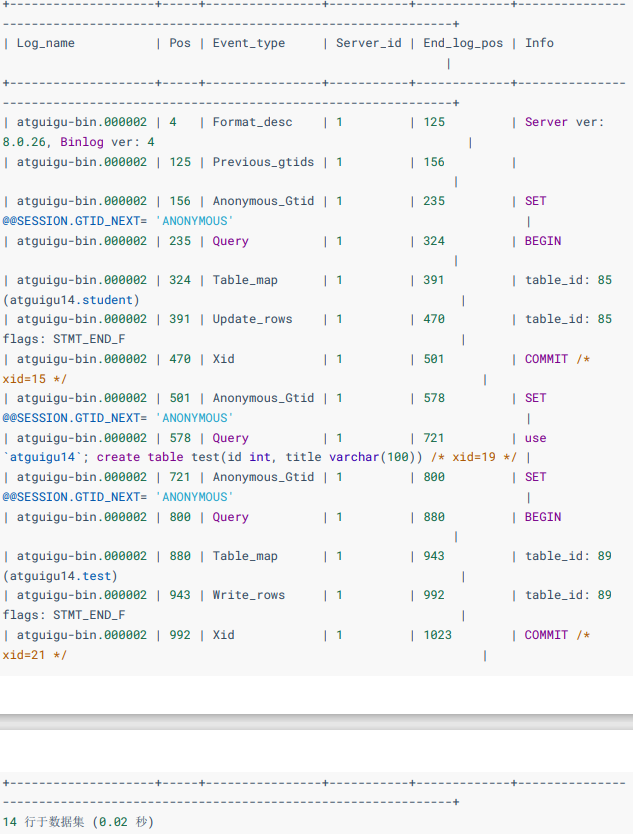 +--------------------+-----+----------------+-----------+-------------+---------------
--------------------------------------------------------------+
| Log_name           | Pos | Event_type     | Server_id | End_log_pos | Info
                                                             |
+--------------------+-----+----------------+-----------+-------------+---------------
--------------------------------------------------------------+
| atguigu-bin.000002 | 4   | Format_desc    | 1         | 125         | Server ver:
8.0.26, Binlog ver: 4                                           |
| atguigu-bin.000002 | 125 | Previous_gtids | 1         | 156         |
                                                              |
| atguigu-bin.000002 | 156 | Anonymous_Gtid | 1         | 235         | SET
@@SESSION.GTID_NEXT= 'ANONYMOUS'                                        |
| atguigu-bin.000002 | 235 | Query          | 1         | 324         | BEGIN
                                                              |
| atguigu-bin.000002 | 324 | Table_map      | 1         | 391         | table_id: 85
(atguigu14.student)                                            |
| atguigu-bin.000002 | 391 | Update_rows    | 1         | 470         | table_id: 85
flags: STMT_END_F                                              |
| atguigu-bin.000002 | 470 | Xid            | 1         | 501         | COMMIT /*
xid=15 */                                                         |
| atguigu-bin.000002 | 501 | Anonymous_Gtid | 1         | 578         | SET
@@SESSION.GTID_NEXT= 'ANONYMOUS'                                        |
| atguigu-bin.000002 | 578 | Query          | 1         | 721         | use
`atguigu14`; create table test(id int, title varchar(100)) /* xid=19 */ |
| atguigu-bin.000002 | 721 | Anonymous_Gtid | 1         | 800         | SET
@@SESSION.GTID_NEXT= 'ANONYMOUS'                                        |
| atguigu-bin.000002 | 800 | Query          | 1         | 880         | BEGIN
                                                              |
| atguigu-bin.000002 | 880 | Table_map      | 1         | 943         | table_id: 89
(atguigu14.test)                                               |
| atguigu-bin.000002 | 943 | Write_rows     | 1         | 992         | table_id: 89
flags: STMT_END_F                                              |
| atguigu-bin.000002 | 992 | Xid            | 1         | 1023        | COMMIT /*
xid=21 */                                                         |
+--------------------+-----+----------------+-----------+-------------+---------------
--------------------------------------------------------------+
14 行于数据集 (0.02 秒)